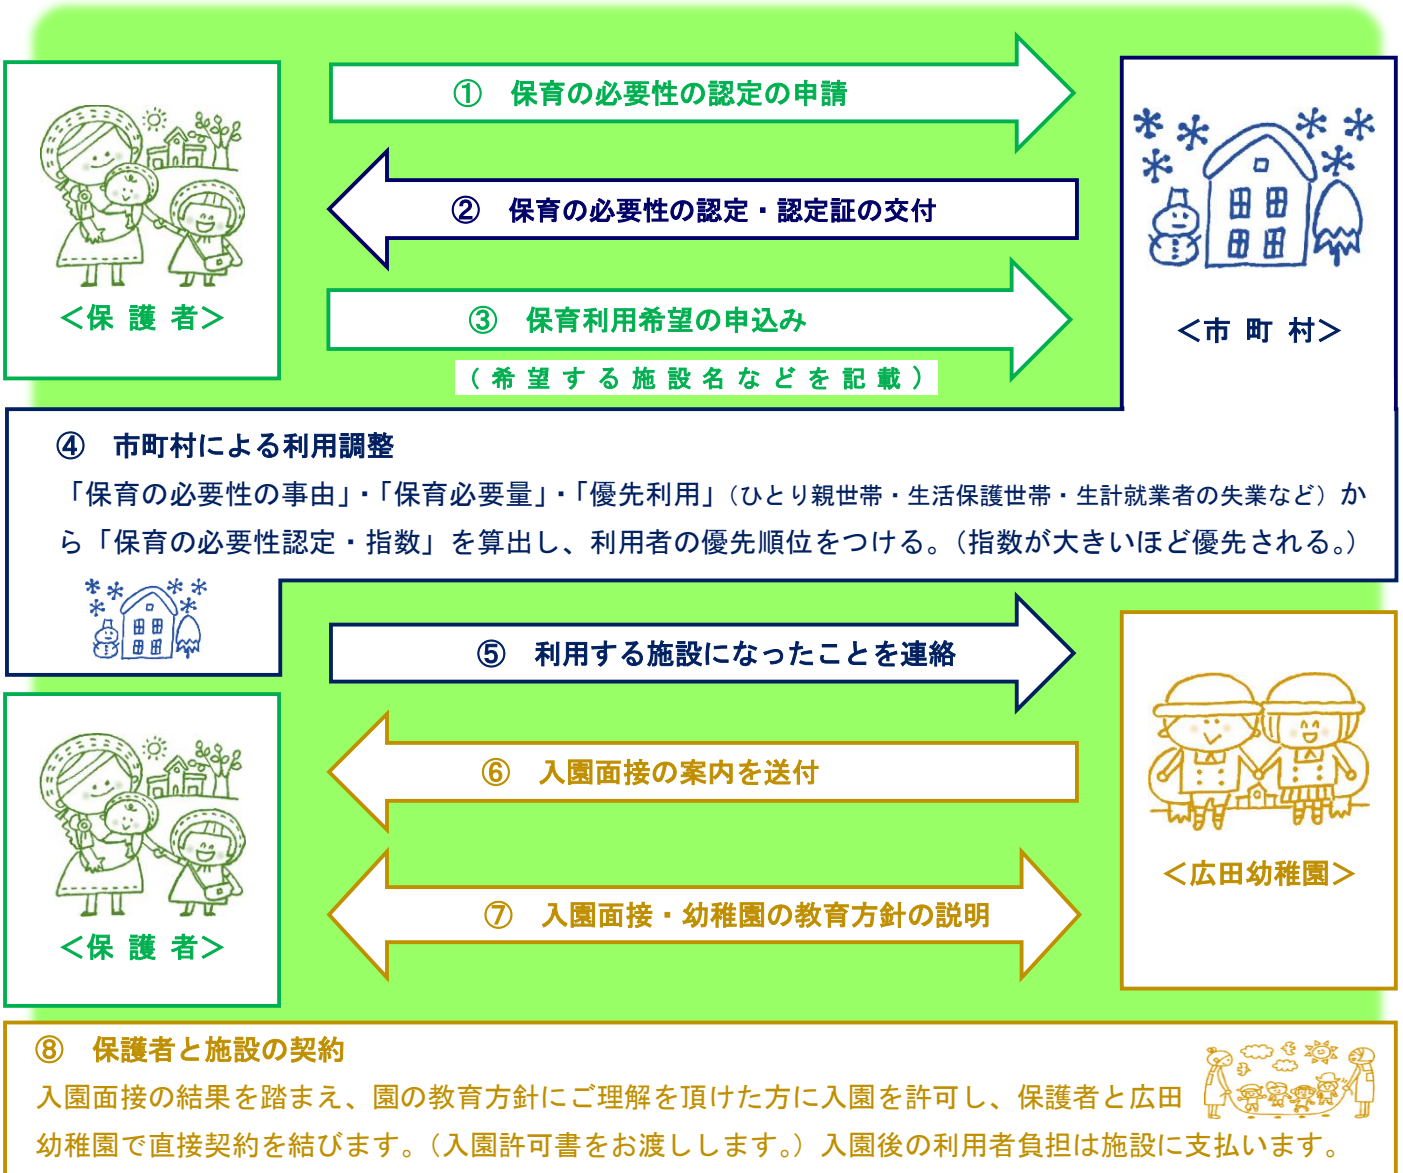 ① 保育の必要性の認定の申請
② 保育の必要性の認定・認定証の交付
＜保 護 者＞
③ 保育利用希望の申込み
＜市 町 村＞
（希望する施設名などを記載）
④ 市町村による利用調整
「保育の必要性の事由」・「保育必要量」・「優先利用」（ひとり親世帯・生活保護世帯・生計就業者の失業など）か
ら「保育の必要性認定・指数」を算出し、利用者の優先順位をつける。（指数が大きいほど優先される。）
⑤ 利用する施設になったことを連絡
⑥ 入園面接の案内を送付
＜広田幼稚園＞
⑦ 入園面接・幼稚園の教育方針の説明
＜保 護 者＞
⑧ 保護者と施設の契約
入園面接の結果を踏まえ、園の教育方針にご理解を頂けた方に入園を許可し、保護者と広田
幼稚園で直接契約を結びます。（入園許可書をお渡しします。）入園後の利用者負担は施設に支払います。